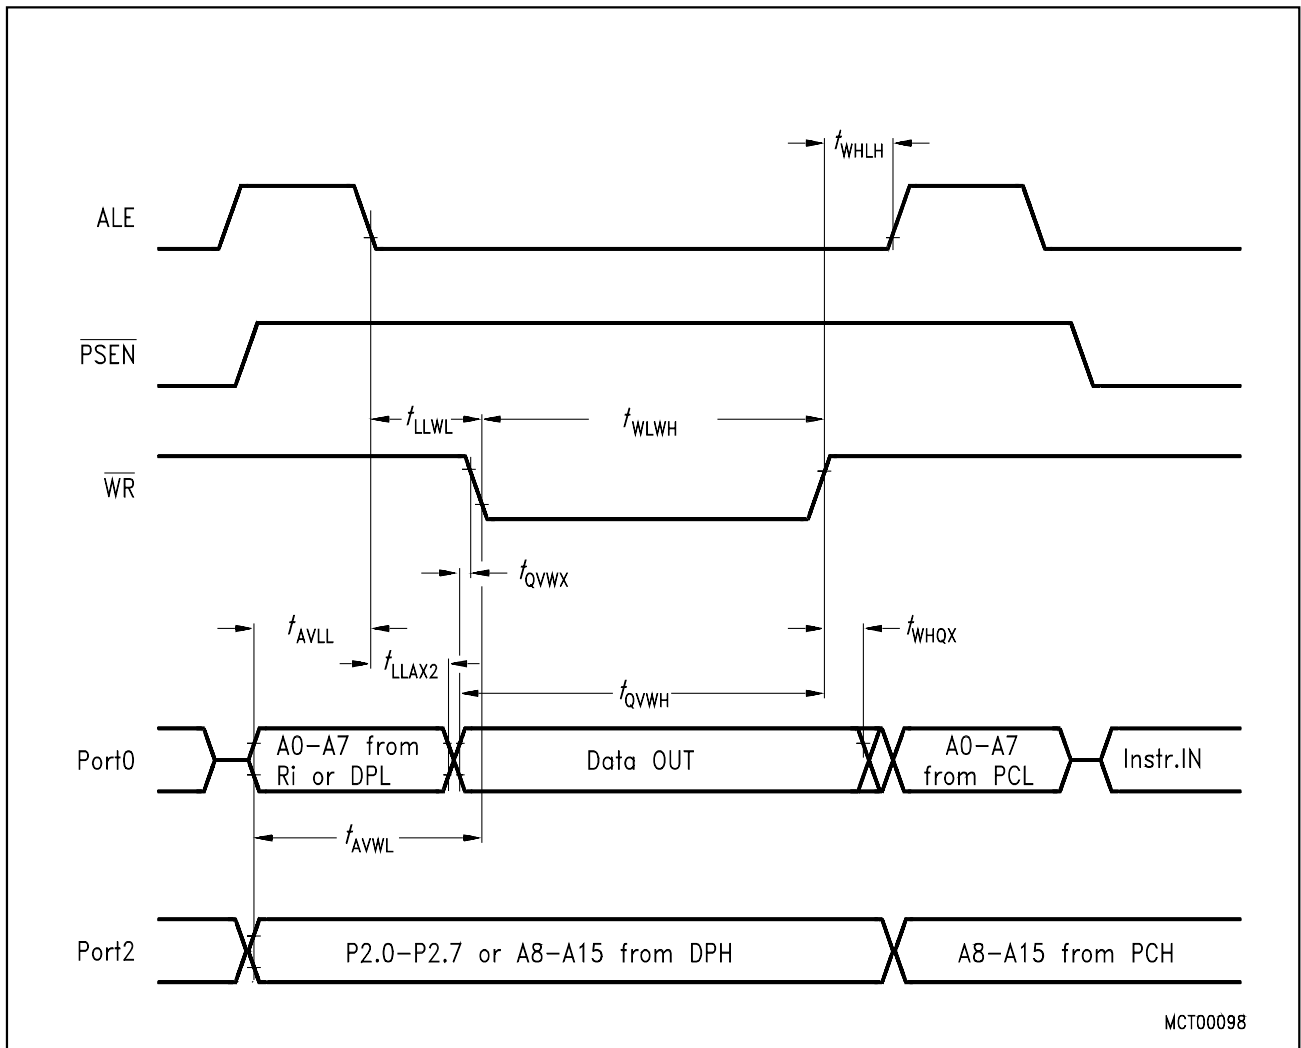 tWHLH
ALE
PSEN
tLLWL
tWLWH
WR
tQVWX
tAVLL
tWHQX
tLLAX2
tQVWH
Port0
A0-A7 from
Ri or DPL
Data OUT
A0-A7
from PCL
Instr.IN
tAVWL
Port2
P2.0-P2.7 or A8-A15 from DPH
A8-A15 from PCH
MCT00098